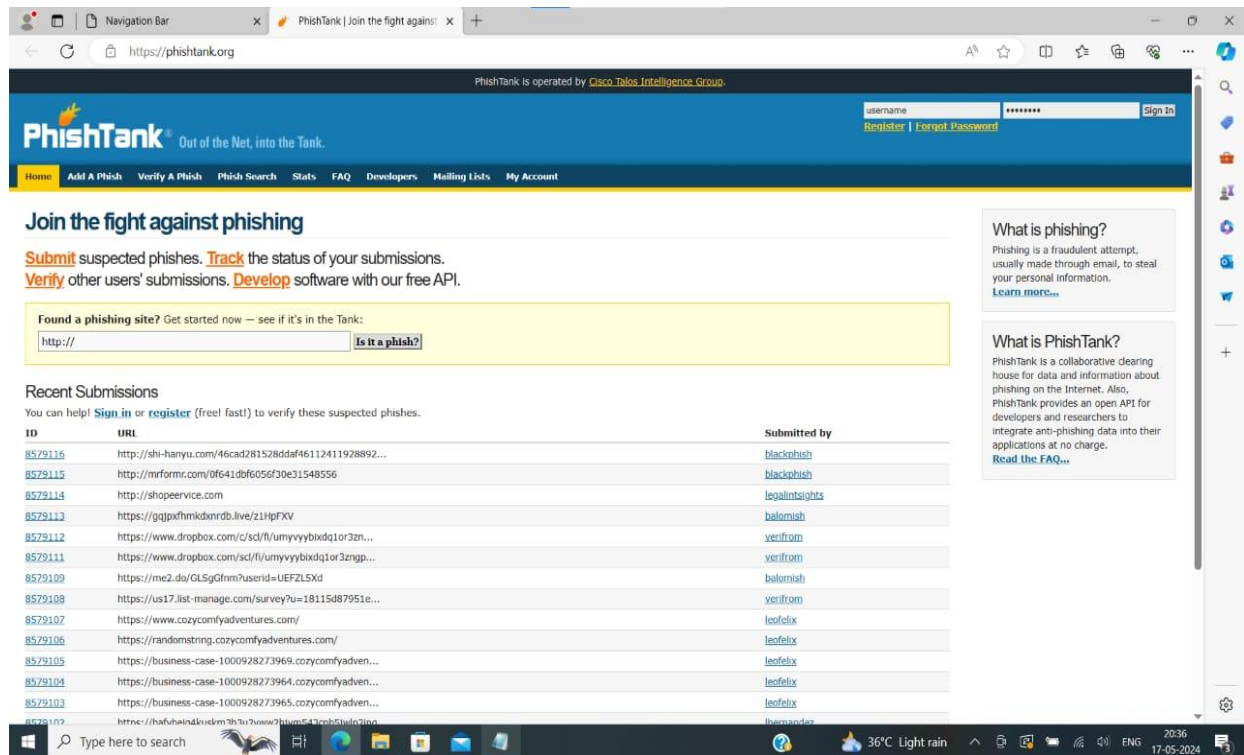 Navigation Bar
PhishTank | Join the fight against
https://phishtank.org
PhishTank is operated by Cisco Talos Intelligence Group.
username
Sign In
Register | Forgot Password
PhishTank® Out of the Net, into the Tank.
Home Add A Phish Verify A Phish Phish Search Stats FAQ Developers Mailing Lists My Account
Join the fight against phishing
Submit suspected phishes. Track the status of your submissions.
Verify other users' submissions. Develop software with our free API.
Found a phishing site? Get started now — see if it's in the Tank:
http:// Is it a phish?
Recent Submissions
You can help! Sign in or register (free! fast!) to verify these suspected phishes.
ID URL Submitted by
8579116 http://shi-hanyu.com/46cad281528ddaf46112411928892... blackphish
8579115 http://mrformr.com/0f641dbf6056f30e31548556 blackphish
8579114 http://shopeervice.com legalintsights
8579113 https://gqjpxfhmkdxnrdb.live/z1HpFXV balomish
8579112 https://www.dropbox.com/c/scl/fi/umyvyybixdq1or3zn... verifrom
8579111 https://www.dropbox.com/scl/fi/umyvyybixdq1or3zngp... verifrom
8579109 https://me2.do/GLSgGfnm?userid=UEFZL5Xd balomish
8579108 https://us17.list-manage.com/survey?u=18115d87951e... verifrom
8579107 https://www.cozycomfyadventures.com/ leofelix
8579106 https://randomstring.cozycomfyadventures.com/ leofelix
8579105 https://business-case-1000928273969.cozycomfyadven... leofelix
8579104 https://business-case-1000928273964.cozycomfyadven... leofelix
8579103 https://business-case-1000928273965.cozycomfyadven... leofelix
8579102 lhernandez
What is phishing?
Phishing is a fraudulent attempt,
usually made through email, to steal
your personal information.
Learn more...
What is PhishTank?
PhishTank is a collaborative clearing
house for data and information about
phishing on the Internet. Also,
PhishTank provides an open API for
developers and researchers to
integrate anti-phishing data into their
applications at no charge.
Read the FAQ...
Type here to search
36°C Light rain
ENG
20:36
17-05-2024